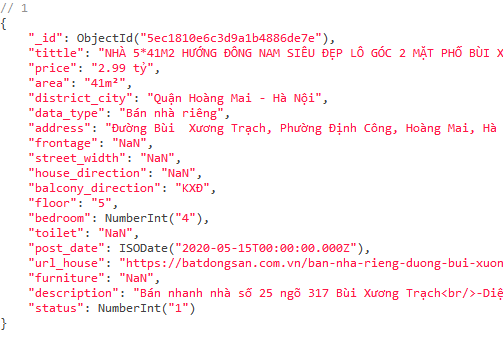 // 1
{
"_id": ObjectId("5ec1810e6c3d9a1b4886de7e"),
"tittle": "NHÀ 5*41M2 HƯỚNG ĐÔNG NAM SIÊU ĐẸP LÔ GÓC 2 MẶT PHỐ BÙI X
"price": "2.99 tỷ",
"area": "41m²",
"district_city": "Quận Hoàng Mai - Hà Nội",
"data_type": "Bán nhà riêng",
"address": "Đường Bùi  Xương Trạch, Phường Định Công, Hoàng Mai, Hà
"frontage": "NaN",
"street_width": "NaN",
"house_direction": "NaN",
"balcony_direction": "KXĐ",
"floor": "5",
"bedroom": NumberInt("4"),
"toilet": "NaN",
"post_date": ISODate("2020-05-15T00:00:00.000Z"),
"url_house": "https://batdongsan.com.vn/ban-nha-rieng-duong-bui-xuon
"furniture": "NaN",
"description": "Bán nhanh nhà số 25 ngõ 317 Bùi Xương Trạch<br/>-Diệ
"status": NumberInt("1")
}